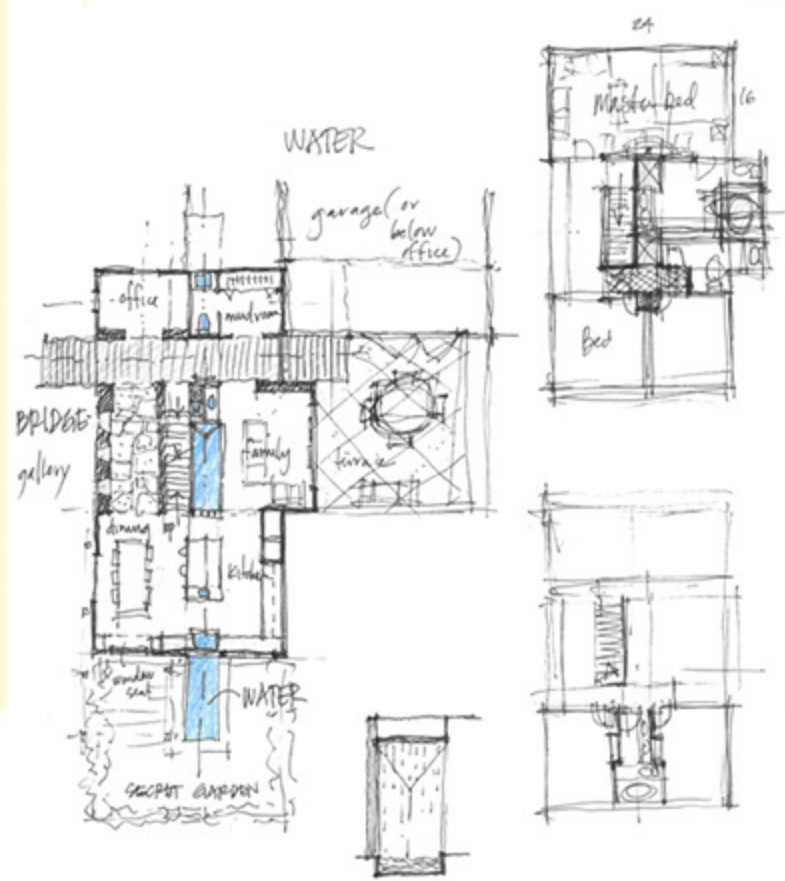 24
Master bed
16
WATER
garage (or
below
office)
office
mudroom
BRIDGE
gallery
family
terrace
Bed
dining
up
kitchen
window
seat
WATER
SECRET GARDEN